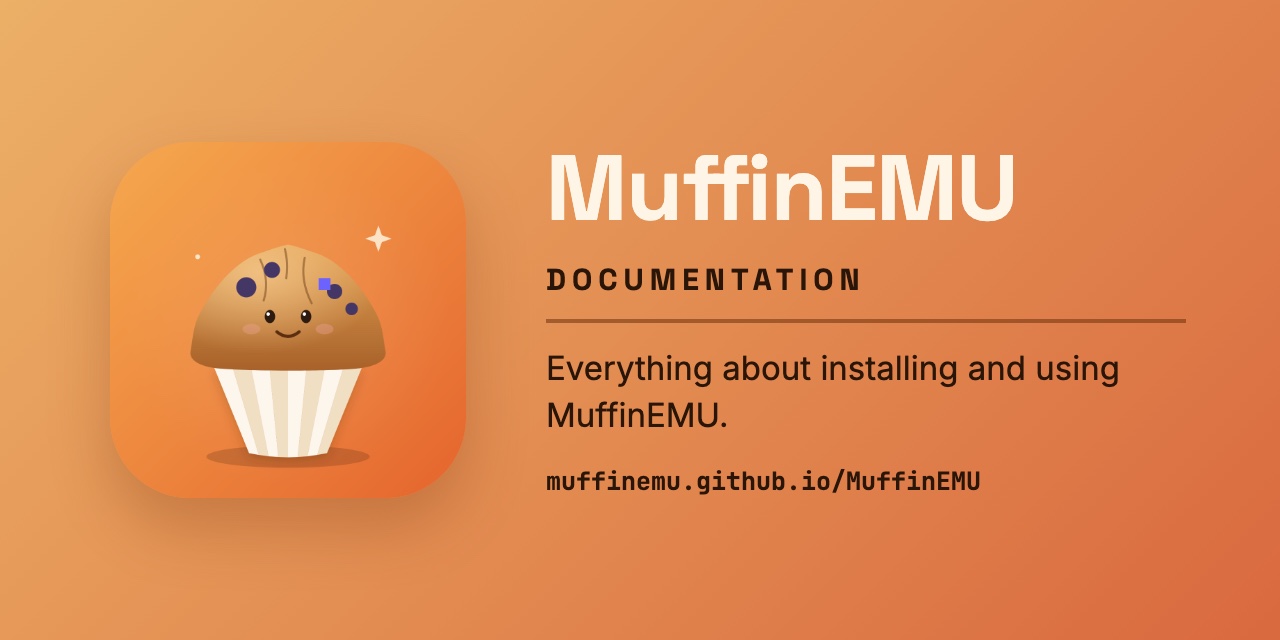 MuffinEMU
DOCUMENTATION
Everything about installing and using
MuffinEMU.
muffinemu.github.io/MuffinEMU